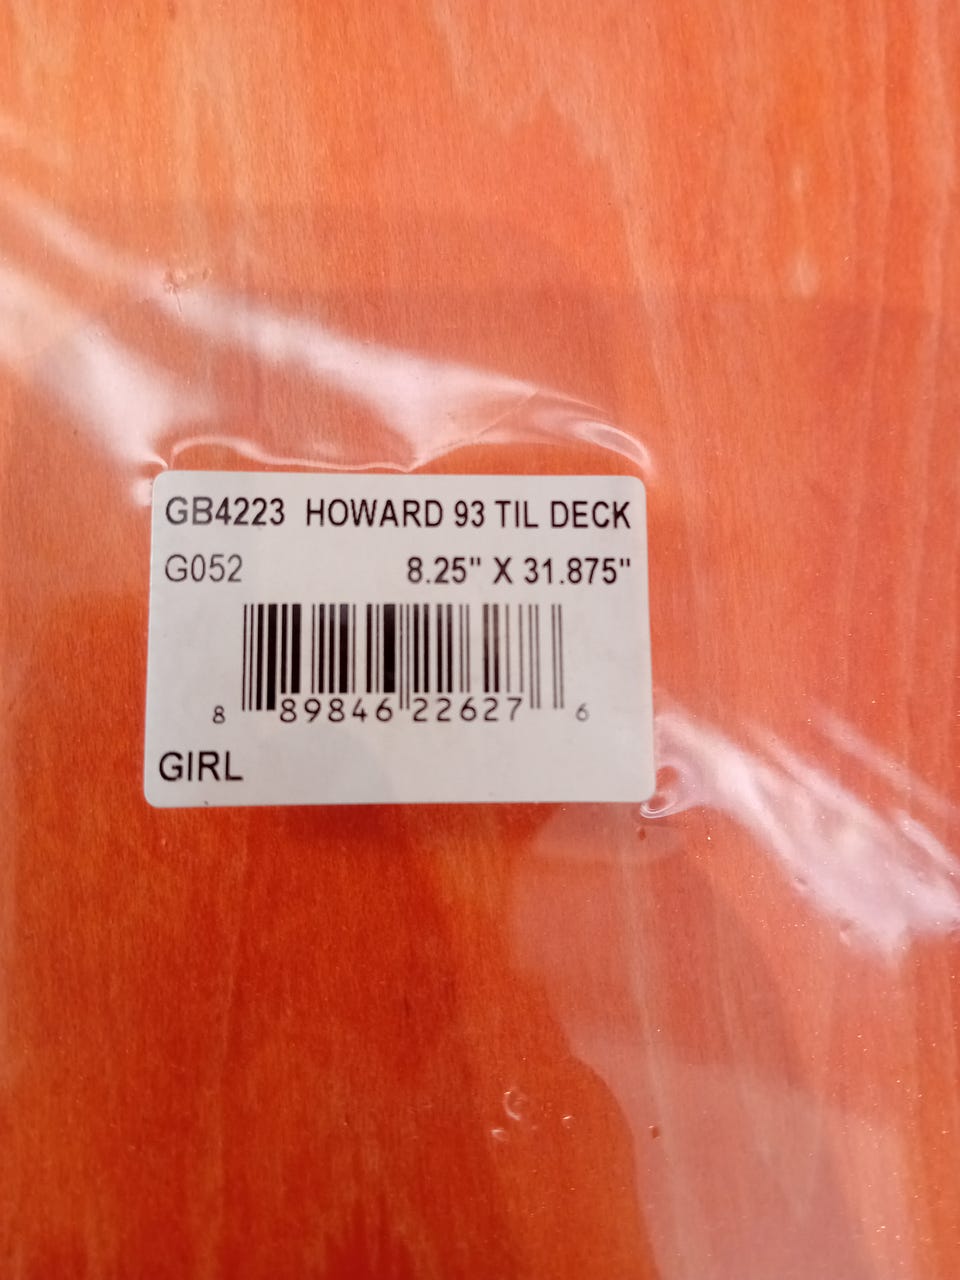 GB4223 HOWARD 93 TIL DECK
G052 8.25" X 31.875"
8 89846 22627 6
GIRL